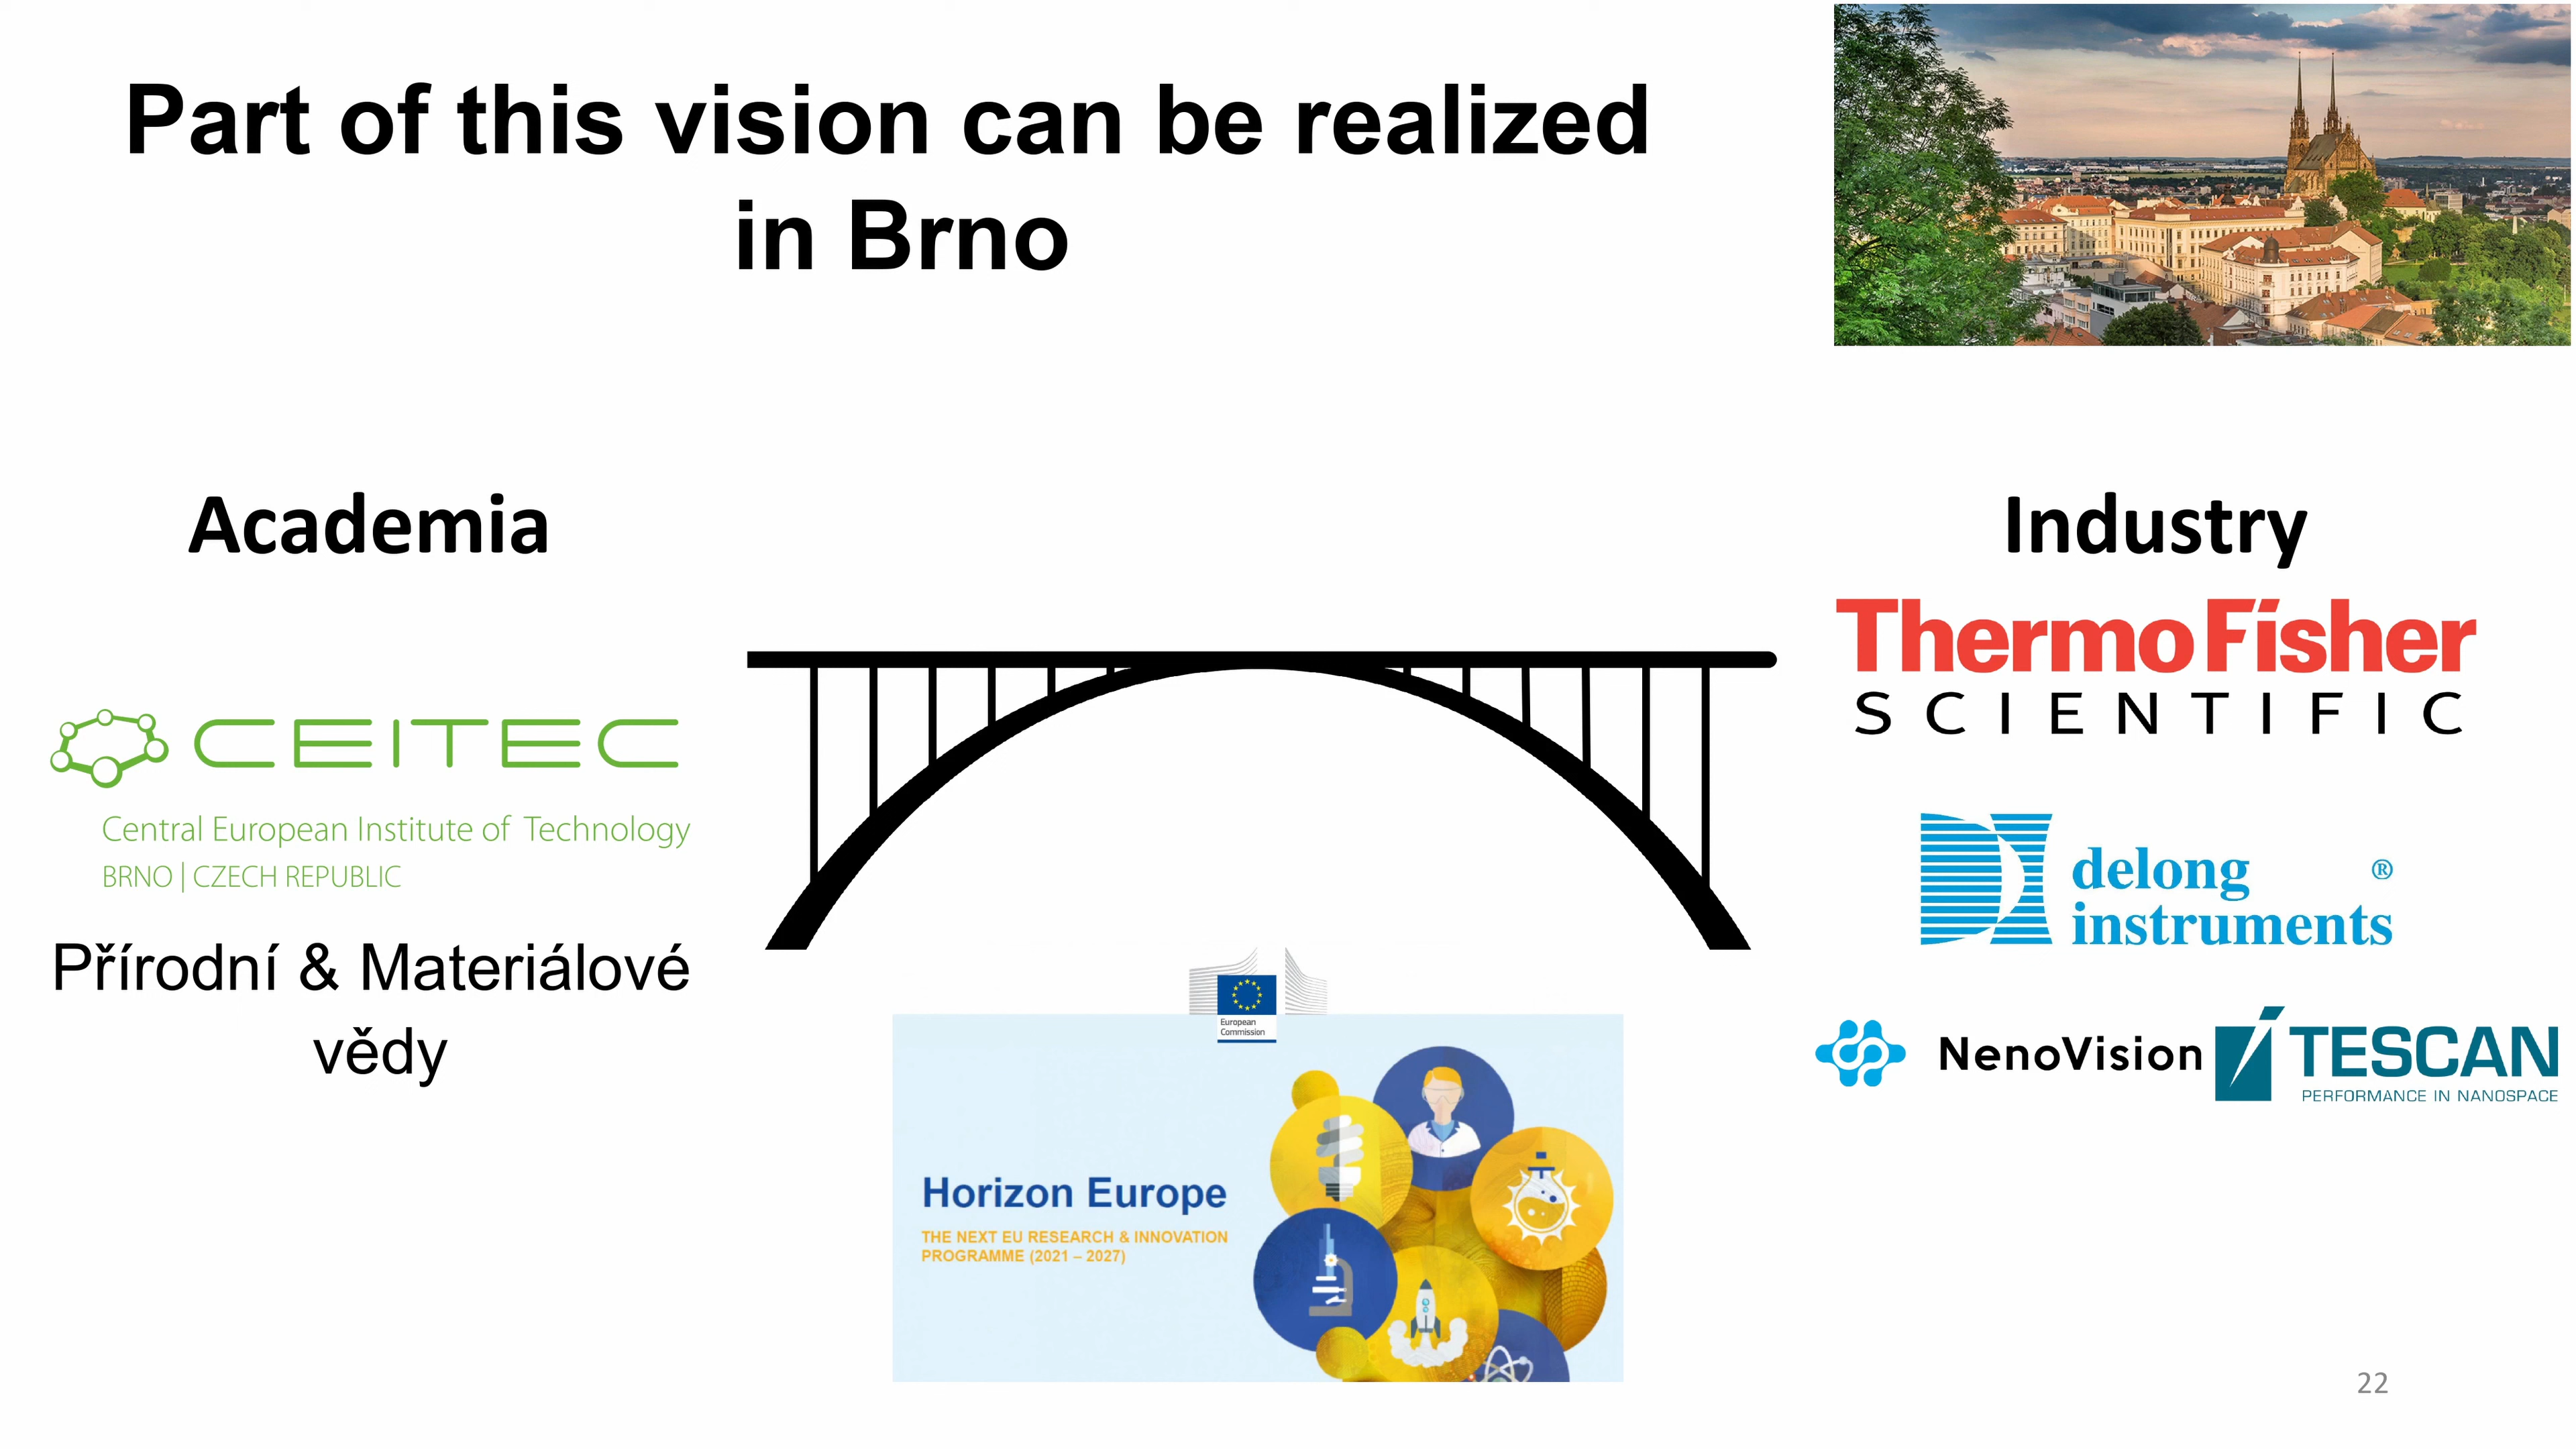 Part of this vision can be realized
in Brno
Academia
CEITEC
Central European Institute of Technology
BRNO | CZECH REPUBLIC
Přírodní & Materiálové
vědy
European
Commission
Horizon Europe
THE NEXT EU RESEARCH & INNOVATION
PROGRAMME (2021 – 2027)
Industry
ThermoFisher
SCIENTIFIC
delong ®
instruments
NenoVision
TESCAN
PERFORMANCE IN NANOSPACE
22